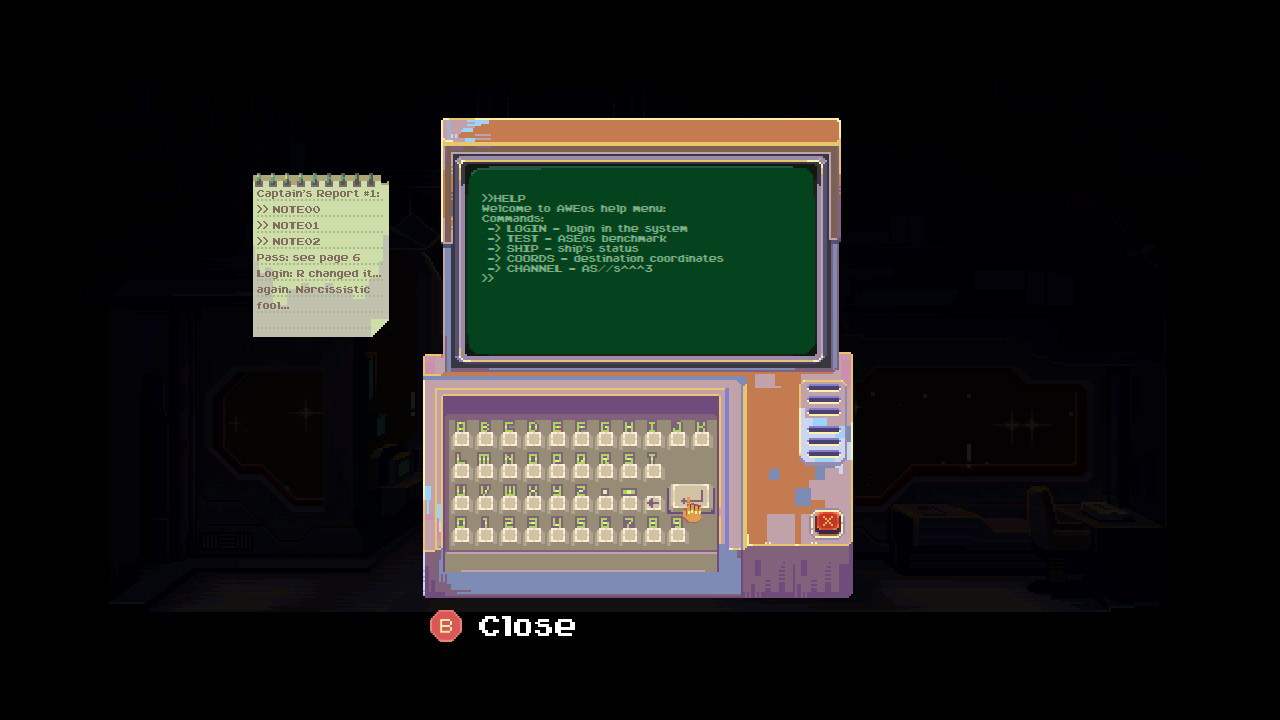 Captain's Report #1:
>> NOTE00
>> NOTE01
>> NOTE02
Pass: see page 6
Login: R changed it...
again. Narcissistic
fool...
>>HELP
Welcome to AWEos help menu:
Commands:
-> LOGIN - login in the system
-> TEST - ASEos benchmark
-> SHIP - ship's status
-> COORDS - destination coordinates
-> CHANNEL - AS//s^^^3
>>
A B C D E F G H I J K
L M N O P Q R S T
U V W X Y Z . -
0 1 2 3 4 5 6 7 8 9
B Close